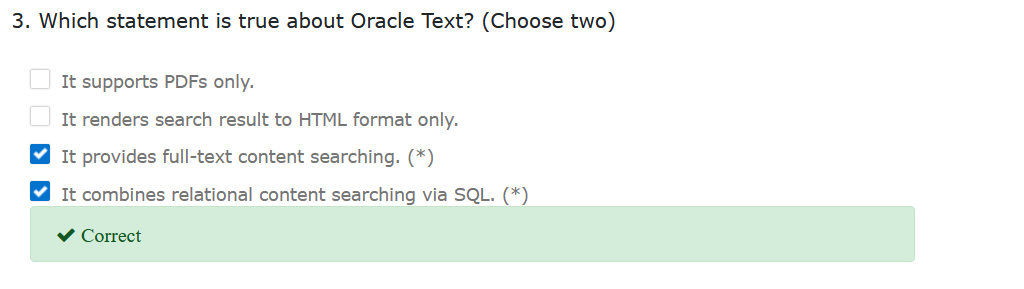 3. Which statement is true about Oracle Text? (Choose two)
It supports PDFs only.
It renders search result to HTML format only.
It provides full-text content searching. (*)
It combines relational content searching via SQL. (*)
Correct